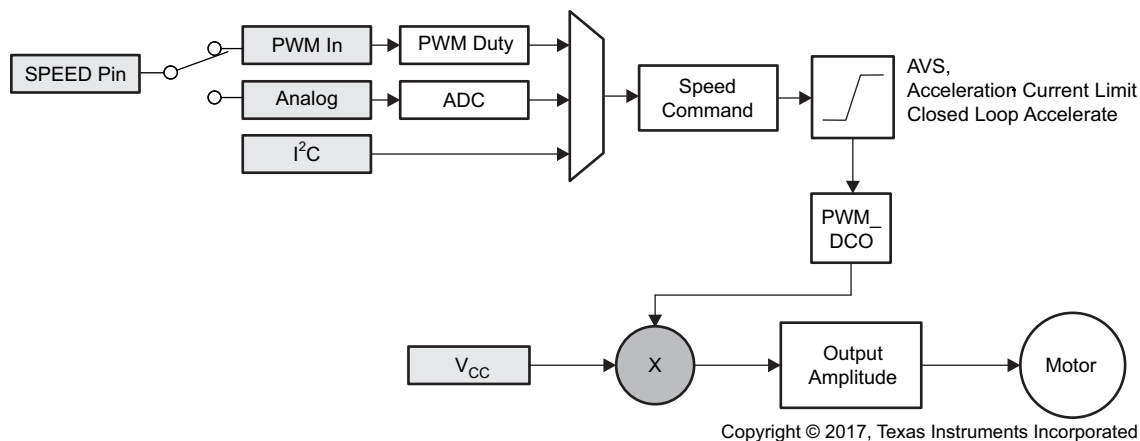 SPEED Pin
PWM In
PWM Duty
Analog
ADC
I²C
Speed
Command
AVS,
Acceleration Current Limit
Closed Loop Accelerate
PWM_
DCO
V_CC
X
Output
Amplitude
Motor
Copyright © 2017, Texas Instruments Incorporated